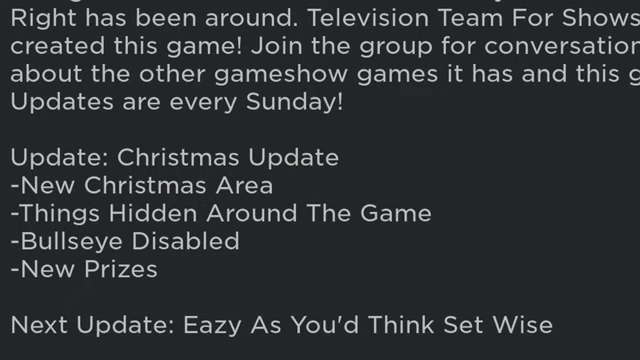 Right has been around. Television Team For Shows
created this game! Join the group for
about the other gameshow games it has and this
Updates are every Sunday!
Update: Christmas Update
-New Christmas Area
-Things Hidden Around The Game
-Bullseye Disabled
-New Prizes
Next Update: Eazy As You'd Think Set Wise